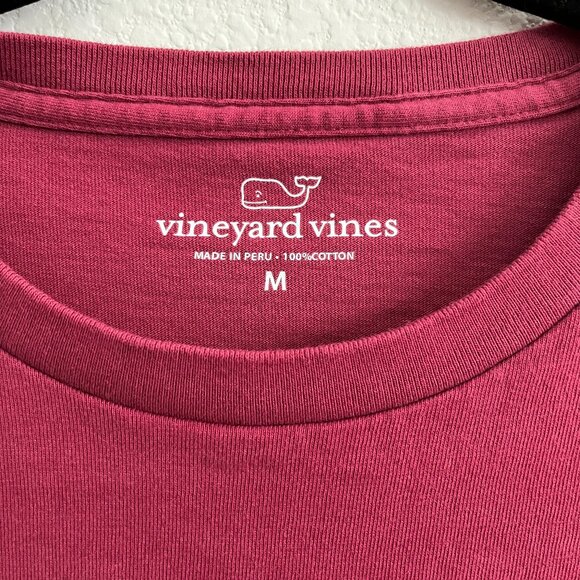 vineyard vines
MADE IN PERU • 100%COTTON
M